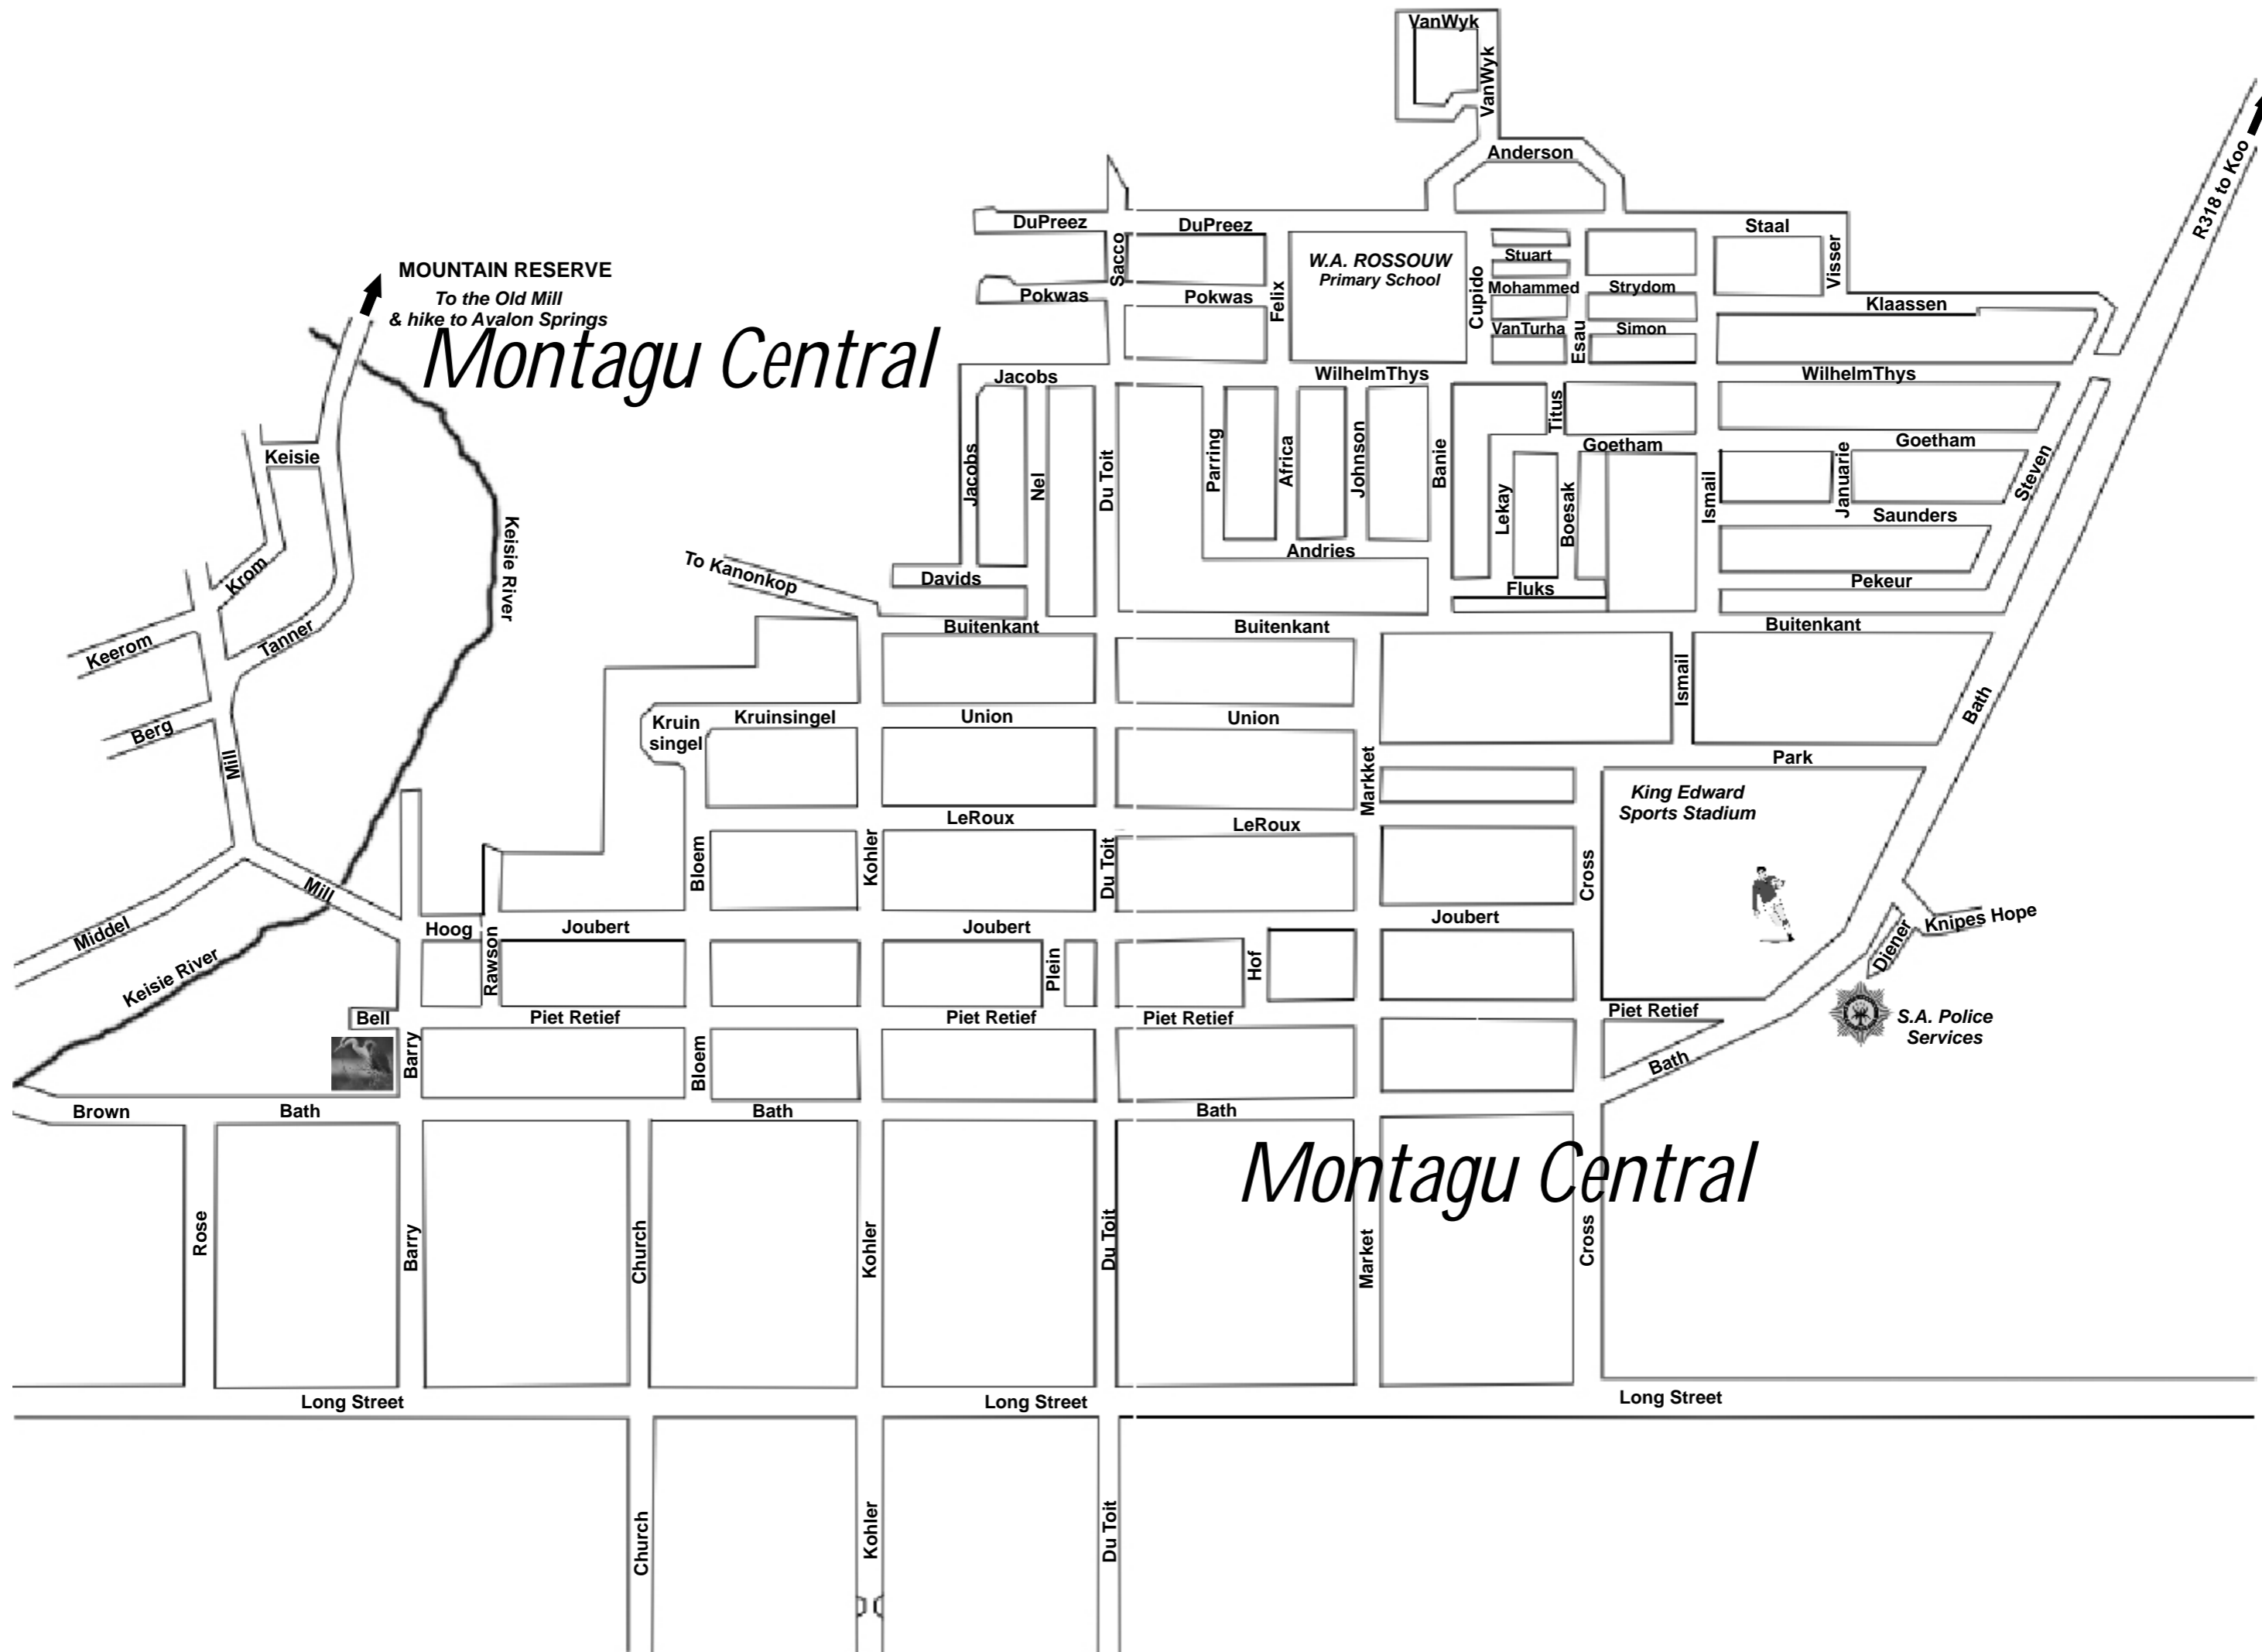 VanWyk
VanWyk
Anderson
R318 to Koo
DuPreez
DuPreez
Staal
Sacco
W.A. ROSSOUW
Primary School
Cupido
Stuart
Visser
MOUNTAIN RESERVE
To the Old Mill
& hike to Avalon Springs
Pokwas
Pokwas
Felix
Mohammed
Strydom
Klaassen
VanTurha
Esau
Simon
Montagu Central
Jacobs
WilhelmThys
WilhelmThys
Titus
Keisie
Jacobs
Nel
Du Toit
Parring
Africa
Johnson
Banie
Goetham
Goetham
Lekay
Boesak
Ismail
Januarie
Steven
Saunders
Keisie River
Andries
To Kanonkop
Davids
Fluks
Pekeur
Krom
Tanner
Keerom
Buitenkant
Buitenkant
Buitenkant
Ismail
Bath
Berg
Mill
Kruin
singel
Kruinsingel
Union
Union
Markket
Park
King Edward
Sports Stadium
LeRoux
LeRoux
Bloem
Kohler
Du Toit
Cross
Mill
Middel
Hoog
Joubert
Joubert
Joubert
Knipes Hope
Diener
Rawson
Plein
Hof
Keisie River
Bell
Piet Retief
Piet Retief
Piet Retief
Piet Retief
S.A. Police
Services
Barry
Bloem
Bath
Brown
Bath
Bath
Bath
Montagu Central
Rose
Barry
Church
Kohler
Du Toit
Market
Cross
Long Street
Long Street
Long Street
Church
Kohler
Du Toit